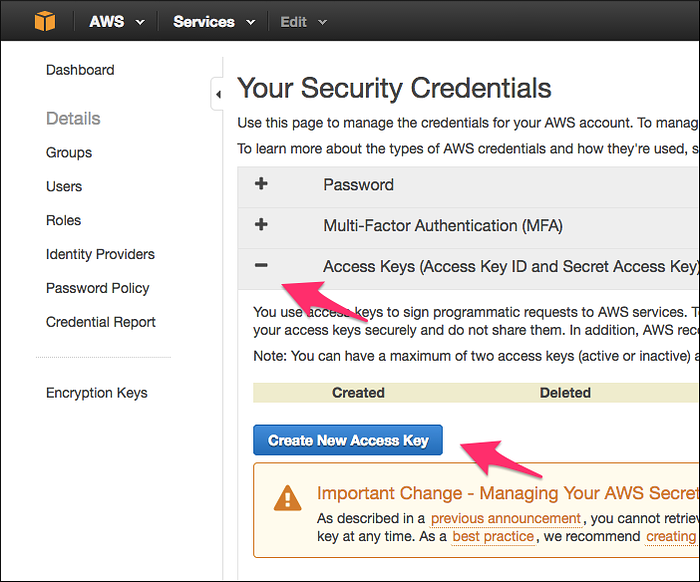 AWS Services Edit
Dashboard
Details
Groups
Users
Roles
Identity Providers
Password Policy
Credential Report
Encryption Keys
Your Security Credentials
Use this page to manage the credentials for your AWS account. To manag
To learn more about the types of AWS credentials and how they're used, s
Password
Multi-Factor Authentication (MFA)
Access Keys (Access Key ID and Secret Access Key)
You use access keys to sign programmatic requests to AWS services. T
your access keys securely and do not share them. In addition, AWS rec
Note: You can have a maximum of two access keys (active or inactive) a
Created Deleted
Create New Access Key
Important Change - Managing Your AWS Secret
As described in a previous announcement, you cannot retrie
key at any time. As a best practice, we recommend creating